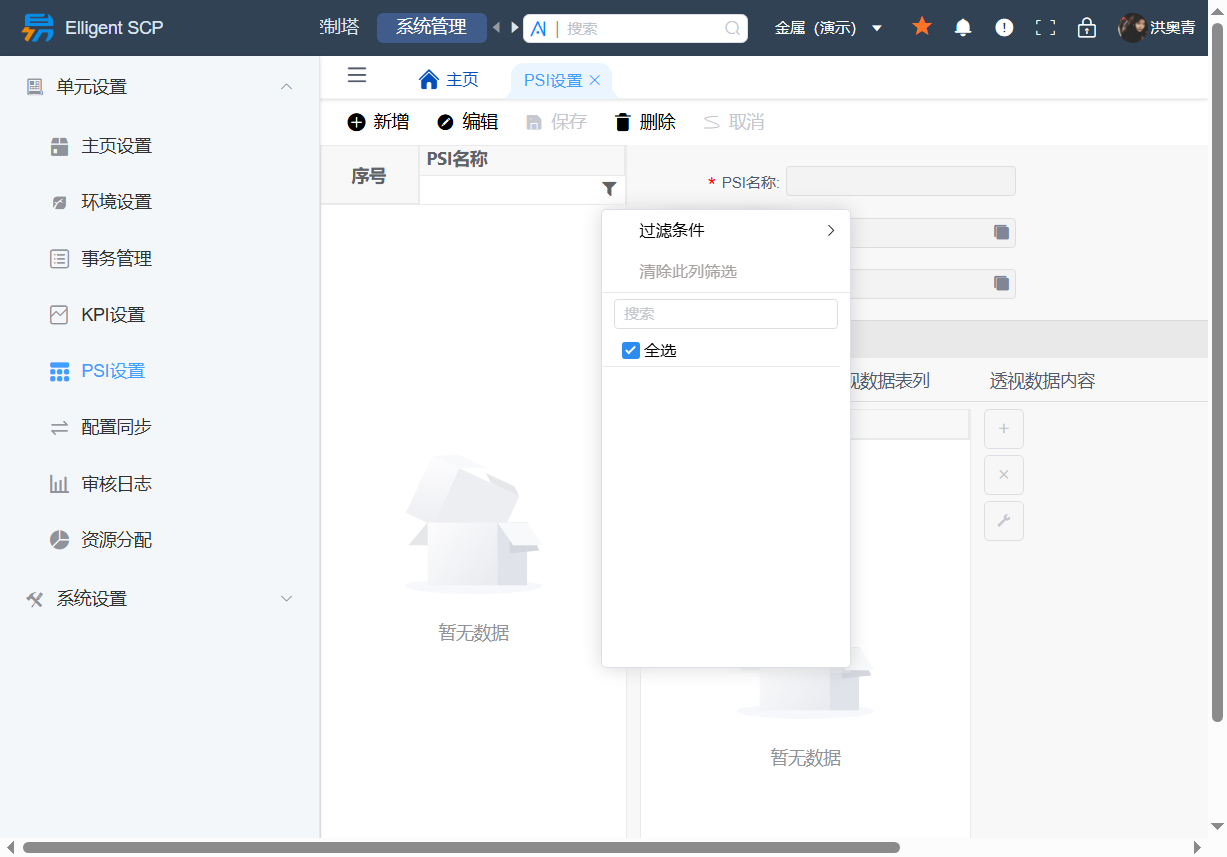 Elligent SCP
控制塔
系统管理
搜索
金属（演示）
洪奥青
单元设置
主页设置
环境设置
事务管理
KPI设置
PSI设置
配置同步
审核日志
资源分配
系统设置
主页
PSI设置
新增
编辑
保存
删除
取消
序号
PSI名称
* PSI名称:
过滤条件
清除此列筛选
搜索
全选
视数据表列
透视数据内容
暂无数据
暂无数据